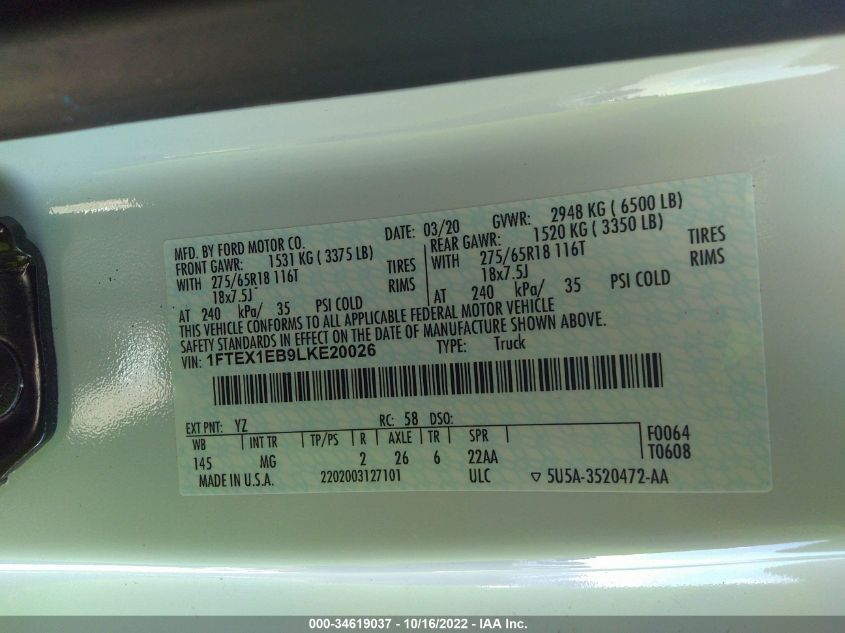 MFD. BY FORD MOTOR CO. DATE: 03/20 GVWR: 2948 KG ( 6500 LB)
FRONT GAWR: 1531 KG ( 3375 LB) REAR GAWR: 1520 KG ( 3350 LB)
WITH 275/65R18 116T TIRES WITH 275/65R18 116T TIRES
18x7.5J RIMS 18x7.5J RIMS
AT 240 kPa/ 35 PSI COLD AT 240 kPa/ 35 PSI COLD
THIS VEHICLE CONFORMS TO ALL APPLICABLE FEDERAL MOTOR VEHICLE
SAFETY STANDARDS IN EFFECT ON THE DATE OF MANUFACTURE SHOWN ABOVE.
VIN: 1FTEX1EB9LKE20026 TYPE: Truck
EXT PNT: YZ RC: 58 DSO:
WB INT TR TP/PS R AXLE TR SPR F0064
145 MG 2 26 6 22AA T0608
MADE IN U.S.A. 2202003127101 ULC ▽ 5U5A-3520472-AA
000-34619037 - 10/16/2022 - IAA Inc.